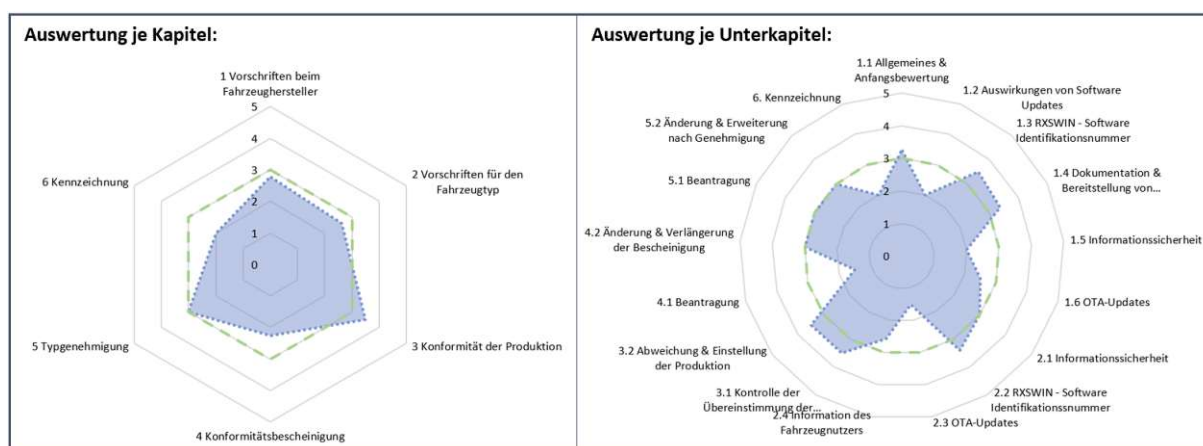 Auswertung je Kapitel:
1 Vorschriften beim
Fahrzeughersteller
5
4
3
2
1
0
2 Vorschriften für den
Fahrzeugtyp
3 Konformität der Produktion
4 Konformitätsbescheinigung
5 Typgenehmigung
6 Kennzeichnung
Auswertung je Unterkapitel:
1.1 Allgemeines &
Anfangsbewertung
5
4
3
2
1
0
1.2 Auswirkungen von Software
Updates
1.3 RXSWIN - Software
Identifikationsnummer
1.4 Dokumentation &
Bereitstellung von...
1.5 Informationssicherheit
1.6 OTA-Updates
2.1 Informationssicherheit
2.2 RXSWIN - Software
Identifikationssnummer
2.3 OTA-Updates
2.4 Information des
Fahrzeugnutzers
3.1 Kontrolle der
Übereinstimmung der...
3.2 Abweichung & Einstellung
der Produktion
4.1 Beantragung
4.2 Änderung & Verlängerung
der Bescheinigung
5.1 Beantragung
5.2 Änderung & Erweiterung
nach Genehmigung
6. Kennzeichnung